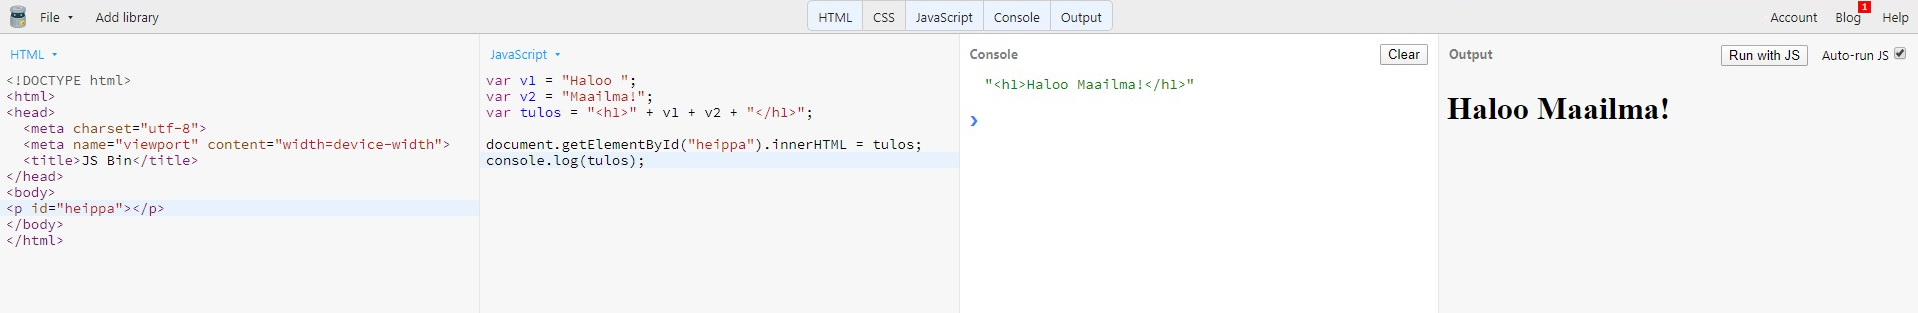 File ▾ Add library HTML CSS JavaScript Console Output Account Blog 1 Help
HTML ▾
<!DOCTYPE html>
<html>
<head>
  <meta charset="utf-8">
  <meta name="viewport" content="width=device-width">
  <title>JS Bin</title>
</head>
<body>
<p id="heippa"></p>
</body>
</html>
JavaScript ▾
var v1 = "Haloo ";
var v2 = "Maailma!";
var tulos = "<h1>" + v1 + v2 + "</h1>";

document.getElementById("heippa").innerHTML = tulos;
console.log(tulos);
Console Clear
"<h1>Haloo Maailma!</h1>"
Output Run with JS Auto-run JS
Haloo Maailma!